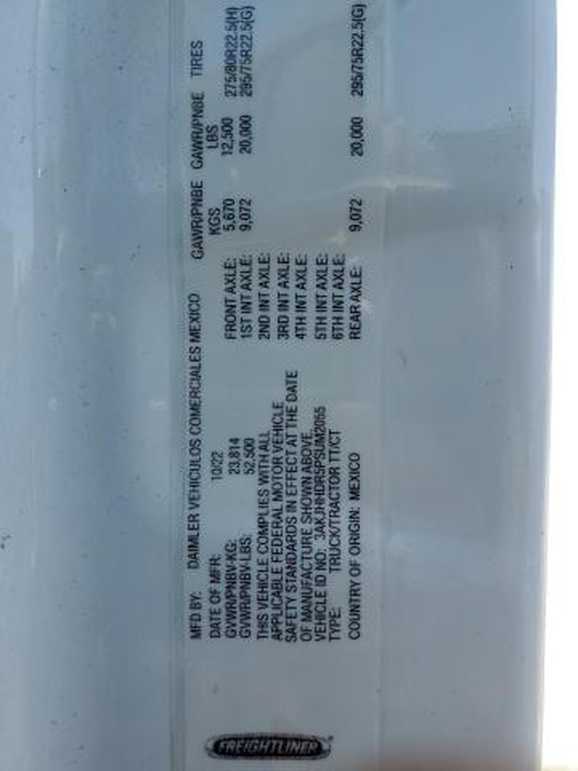 MFD BY: DAIMLER VEHICULOS COMERCIALES MEXICO
DATE OF MFR: 10/22
GVWR/PNBV-KG: 23,814
GVWR/PNBV-LBS: 52,500
THIS VEHICLE COMPLIES WITH ALL
APPLICABLE FEDERAL MOTOR VEHICLE
SAFETY STANDARDS IN EFFECT AT THE DATE
OF MANUFACTURE SHOWN ABOVE.
VEHICLE ID NO: 3AKJHHDR5PSUM2055
TYPE: TRUCK/TRACTOR TT/CT
COUNTRY OF ORIGIN: MEXICO
GAWR/PNBE GAWR/PNBE TIRES
KGS LBS
FRONT AXLE: 5,670 12,500 275/80R22.5(H)
1ST INT AXLE: 9,072 20,000 295/75R22.5(G)
2ND INT AXLE:
3RD INT AXLE:
4TH INT AXLE:
5TH INT AXLE:
6TH INT AXLE:
REAR AXLE: 9,072 20,000 295/75R22.5(G)
FREIGHTLINER